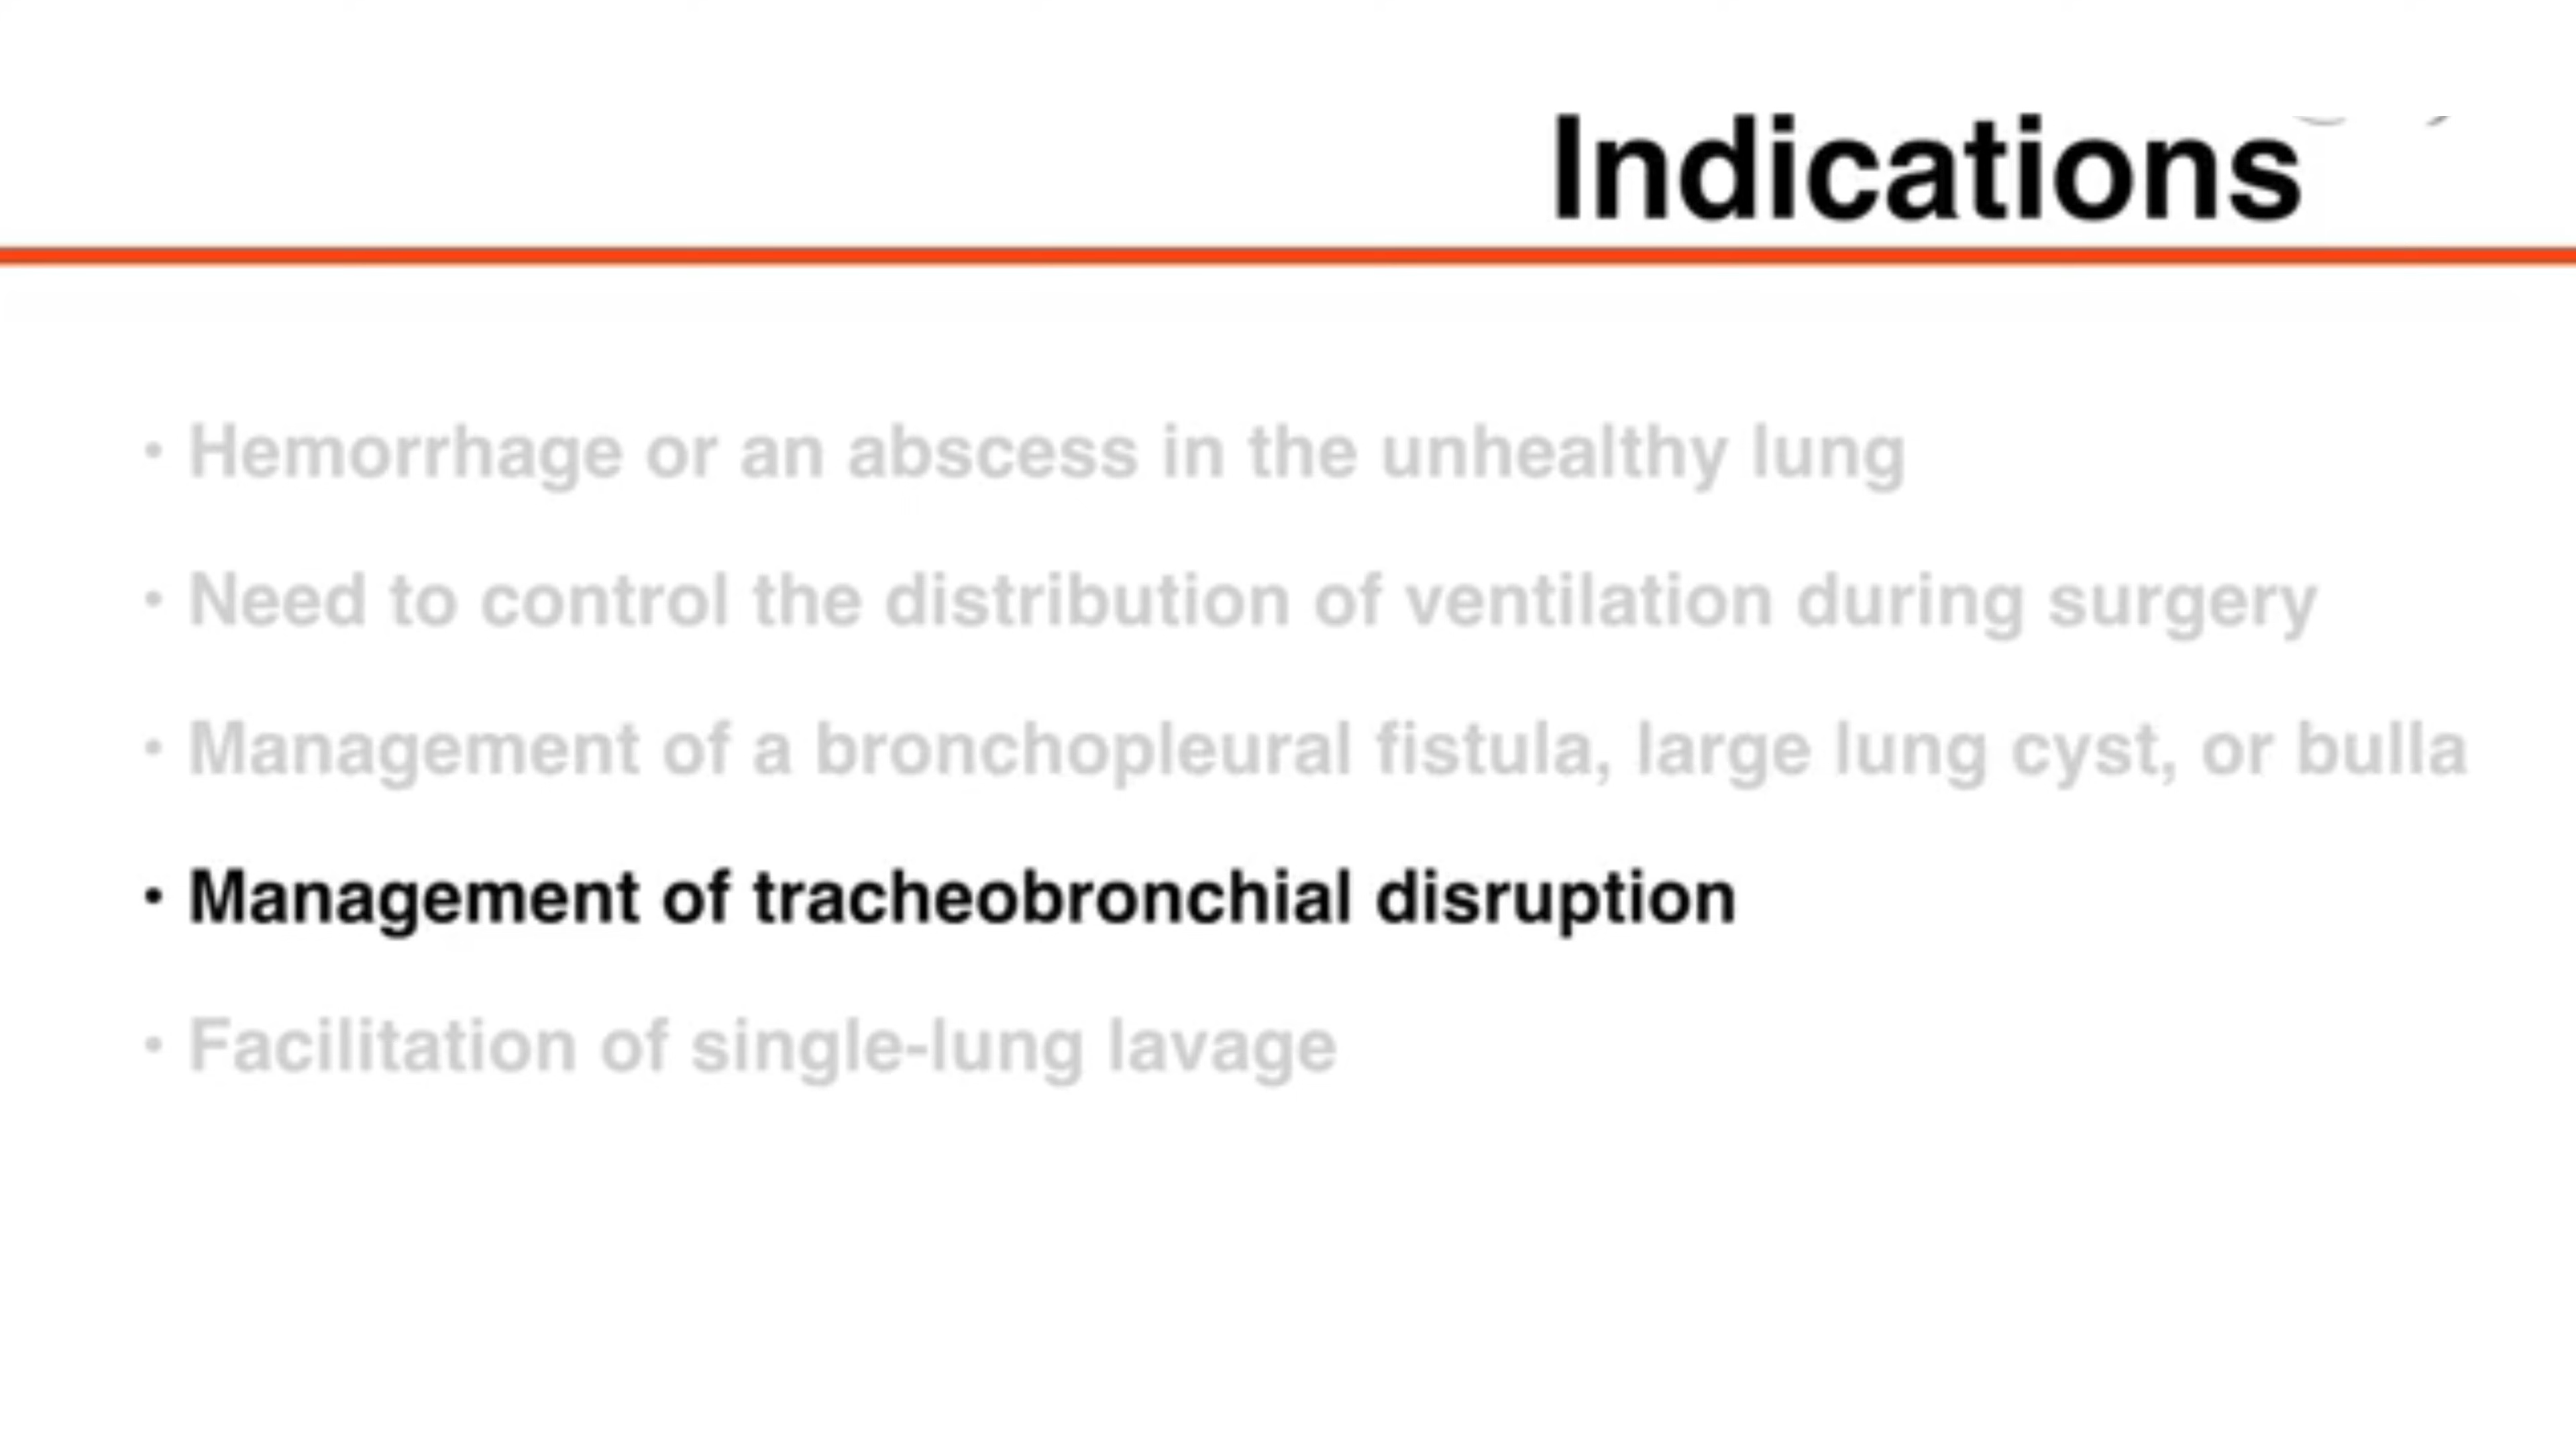 Indications
• Hemorrhage or an abscess in the unhealthy lung
• Need to control the distribution of ventilation during surgery
• Management of a bronchopleural fistula, large lung cyst, or bulla
• Management of tracheobronchial disruption
• Facilitation of single-lung lavage